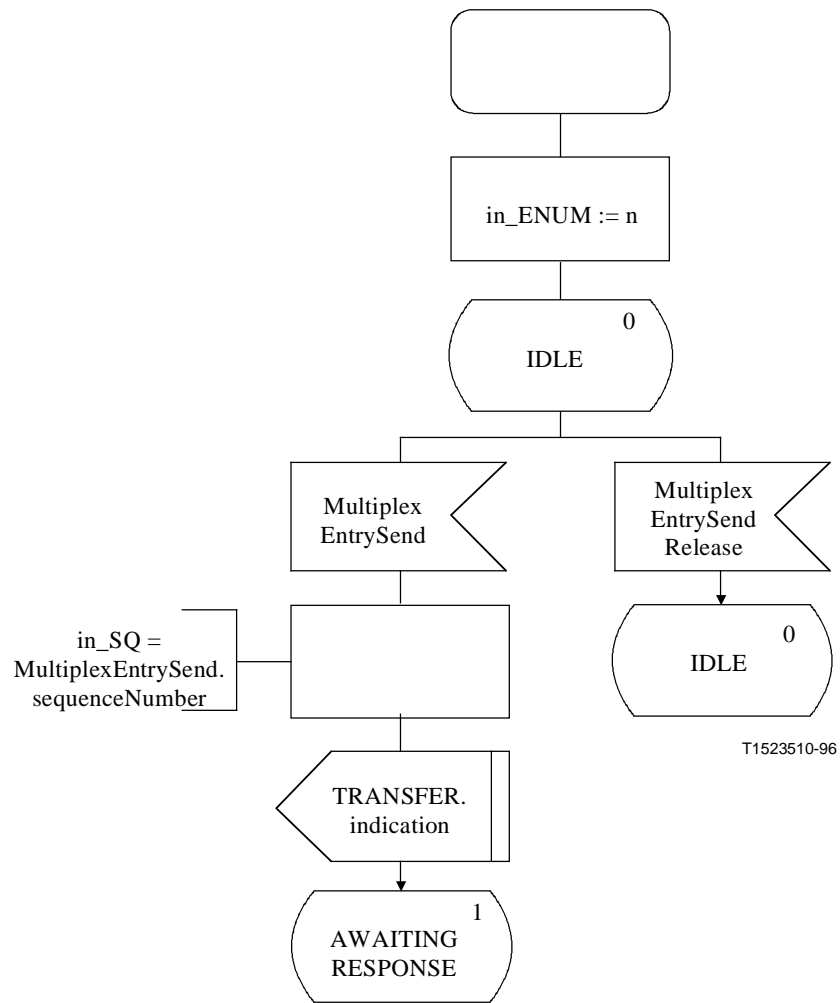 in_ENUM := n
0
IDLE
Multiplex
EntrySend
Multiplex
EntrySend
Release
in_SQ =
MultiplexEntrySend.
sequenceNumber
0
IDLE
T1523510-96
TRANSFER.
indication
1
AWAITING
RESPONSE